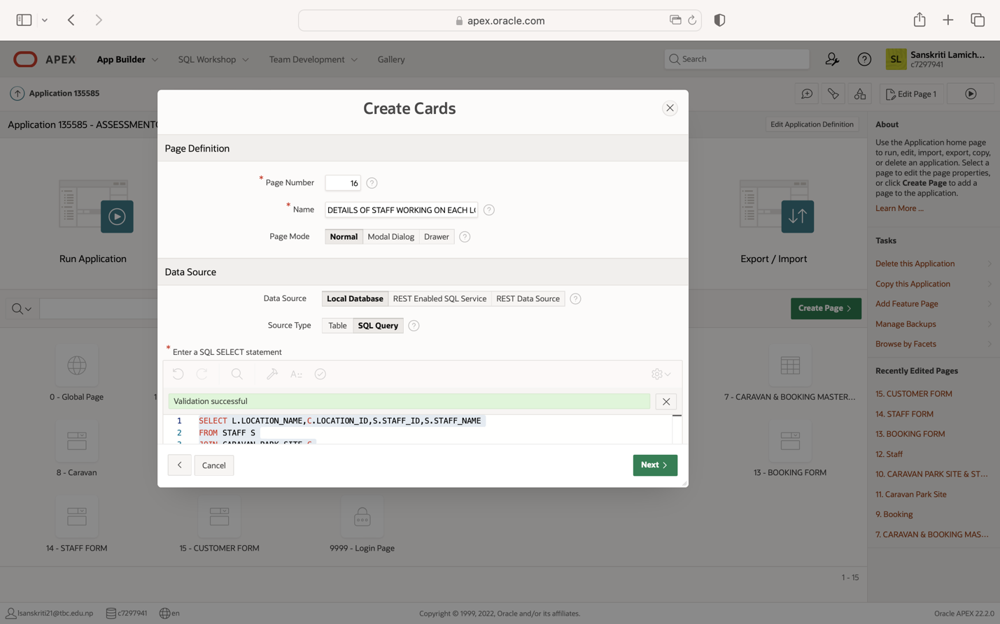 apex.oracle.com
APEX
App Builder
SQL Workshop
Team Development
Gallery
Search
SL
Sanskriti Lamich...
c7297941
Application 135585
Edit Page 1
Application 135585 - ASSESSMENT
Edit Application Definition
Run Application
Export / Import
Create Page
0 - Global Page
1
7 - CARAVAN & BOOKING MASTER...
8 - Caravan
13 - BOOKING FORM
14 - STAFF FORM
15 - CUSTOMER FORM
9999 - Login Page
1 - 15
Create Cards
Page Definition
* Page Number
16
* Name
DETAILS OF STAFF WORKING ON EACH L
Page Mode
Normal
Modal Dialog
Drawer
Data Source
Data Source
Local Database
REST Enabled SQL Service
REST Data Source
Source Type
Table
SQL Query
* Enter a SQL SELECT statement
Validation successful
1 SELECT L.LOCATION_NAME,C.LOCATION_ID,S.STAFF_ID,S.STAFF_NAME
2 FROM STAFF S
3 JOIN CARAVAN_PARK_SITE C
Cancel
Next
About
Use the Application home page
to run, edit, import, export, copy,
or delete an application. Select a
page to edit the page properties,
or click Create Page to add a
page to the application.
Learn More ...
Tasks
Delete this Application
Copy this Application
Add Feature Page
Manage Backups
Browse by Facets
Recently Edited Pages
15. CUSTOMER FORM
14. STAFF FORM
13. BOOKING FORM
12. Staff
10. CARAVAN PARK SITE & ST...
11. Caravan Park Site
9. Booking
7. CARAVAN & BOOKING MAS...
lsanskriti21@tbc.edu.np
c7297941
en
Copyright © 1999, 2022, Oracle and/or its affiliates.
Oracle APEX 22.2.0